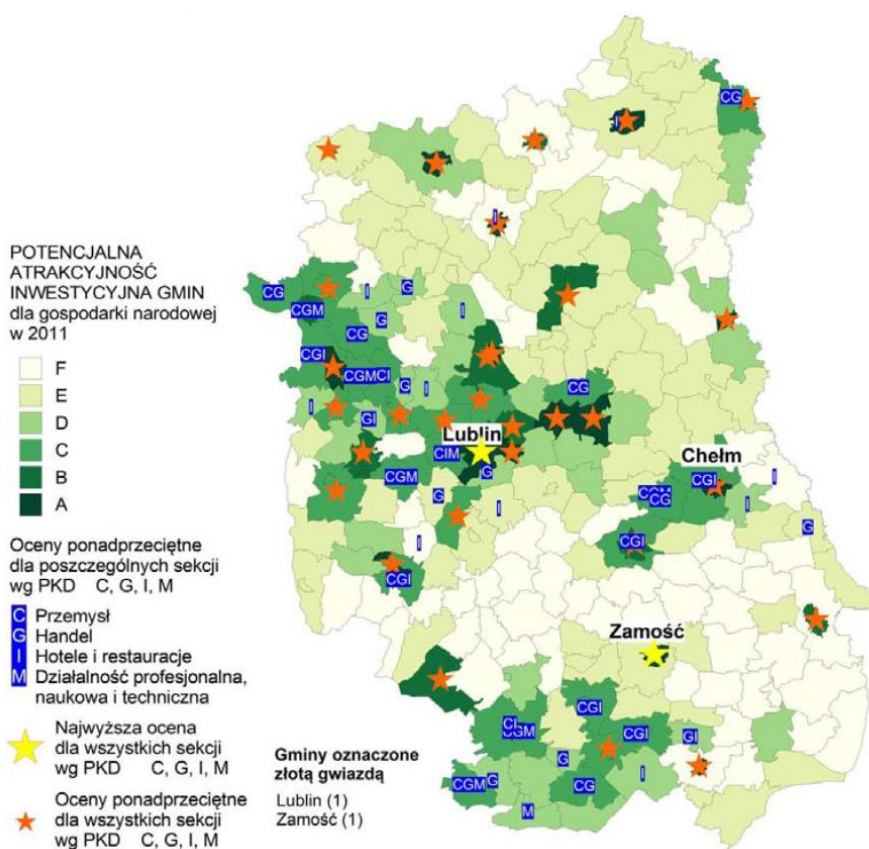 CG
I
I
CG
I
G
CGM
G
I
CG
CGI
CGMCI
G
I
CG
I
GI
Lublin
CIM
Chełm
G
CGI
CGM
CG
I
G
I
I
G
I
CGI
CGI
Zamość
CGI
CI
CGM
CGI
GI
G
CGM
G
CG
I
M
POTENCJALNA
ATRAKCYJNOŚĆ
INWESTYCYJNA GMIN
dla gospodarki narodowej
w 2011
F
E
D
C
B
A
Oceny ponadprzeciętne
dla poszczególnych sekcji
wg PKD C, G, I, M
C Przemysł
G Handel
I Hotele i restauracje
M Działalność profesjonalna,
naukowa i techniczna
Najwyższa ocena
dla wszystkich sekcji
wg PKD C, G, I, M
Oceny ponadprzeciętne
dla wszystkich sekcji
wg PKD C, G, I, M
Gminy oznaczone
złotą gwiazdą
Lublin (1)
Zamość (1)